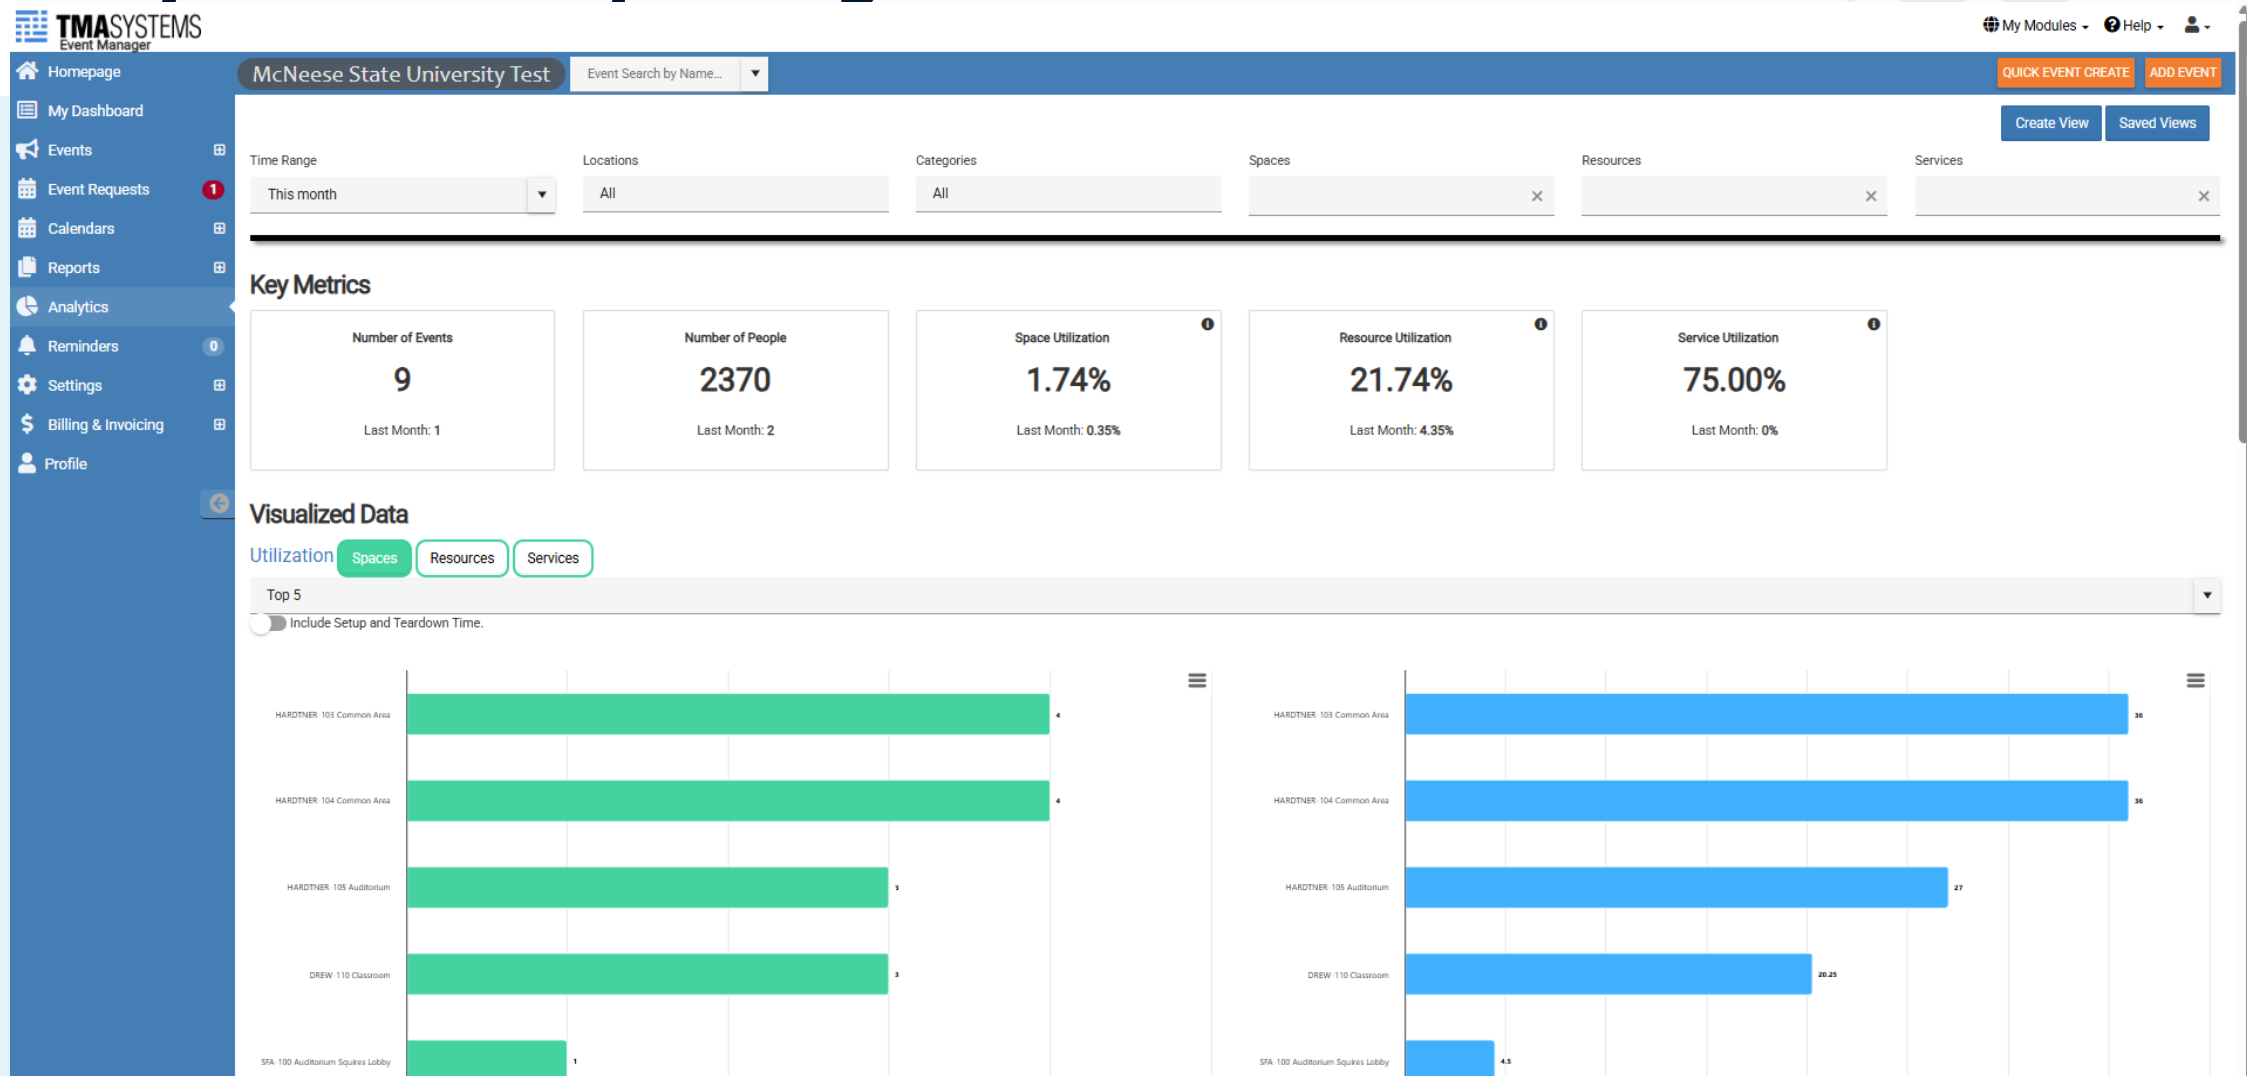 TMASYSTEMS
Event Manager
My Modules
Help
Homepage
My Dashboard
Events
Event Requests 1
Calendars
Reports
Analytics
Reminders 0
Settings
Billing & Invoicing
Profile
McNeese State University Test
Event Search by Name...
QUICK EVENT CREATE
ADD EVENT
Create View
Saved Views
Time Range
Locations
Categories
Spaces
Resources
Services
This month
All
All
Key Metrics
Number of Events
9
Last Month: 1
Number of People
2370
Last Month: 2
Space Utilization
1.74%
Last Month: 0.35%
Resource Utilization
21.74%
Last Month: 4.35%
Service Utilization
75.00%
Last Month: 0%
Visualized Data
Utilization
Spaces
Resources
Services
Top 5
Include Setup and Teardown Time.
HARDTNER-103 Common Area
4
HARDTNER-104 Common Area
4
HARDTNER-105 Auditorium
3
DREW-110 Classroom
3
SFA-100 Auditorium Squires Lobby
1
HARDTNER-103 Common Area
36
HARDTNER-104 Common Area
36
HARDTNER-105 Auditorium
27
DREW-110 Classroom
20.25
SFA-100 Auditorium Squires Lobby
4.5